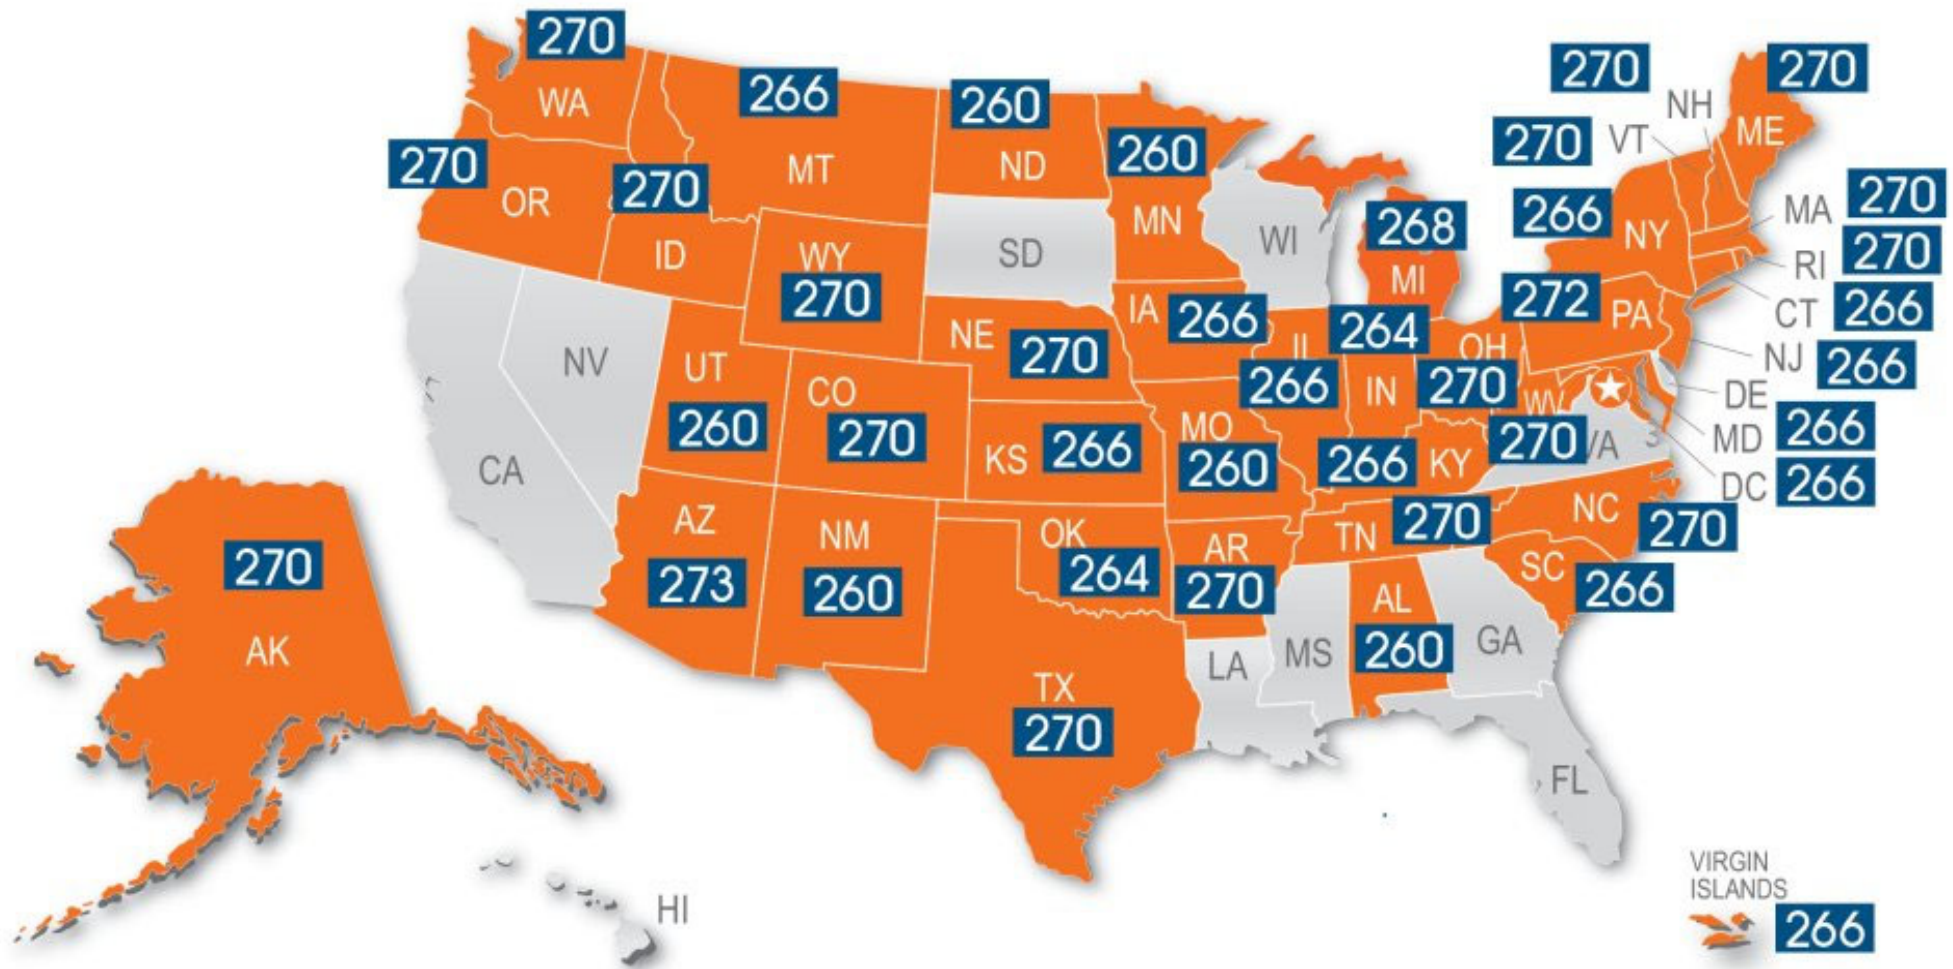 270
WA
270
OR
270
ID
266
MT
WY
270
260
ND
SD
260
MN
WI
268
MI
270
NH
270
VT
270
ME
266
NY
MA
270
RI
270
CT
266
NJ
266
DE
MD
266
DC
266
272
PA
NE
270
IA
266
IL
266
264
IN
OH
270
WV
270
VA
NV
CA
UT
260
CO
270
KS
266
MO
260
266
KY
AZ
273
NM
260
OK
264
AR
270
TN
270
NC
270
SC
266
MS
AL
260
GA
LA
TX
270
FL
270
AK
HI
VIRGIN
ISLANDS
266